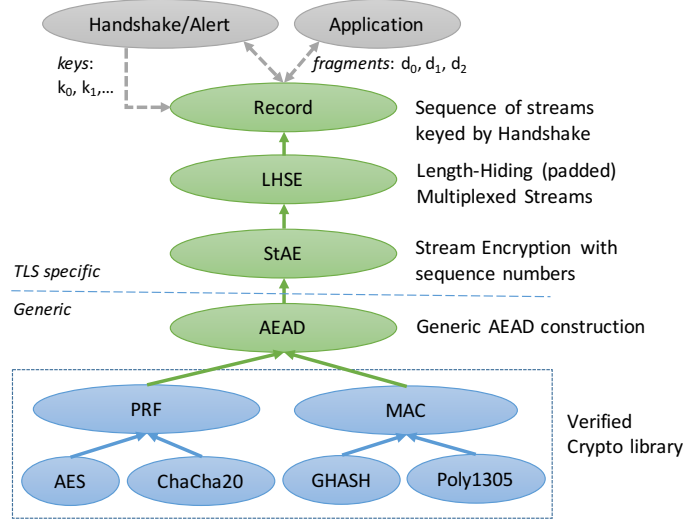 Handshake/Alert
Application
keys:
k₀, k₁,…
fragments: d₀, d₁, d₂
Record
Sequence of streams
keyed by Handshake
LHSE
Length-Hiding (padded)
Multiplexed Streams
StAE
Stream Encryption with
sequence numbers
TLS specific
Generic
AEAD
Generic AEAD construction
PRF
MAC
Verified
Crypto library
AES
ChaCha20
GHASH
Poly1305